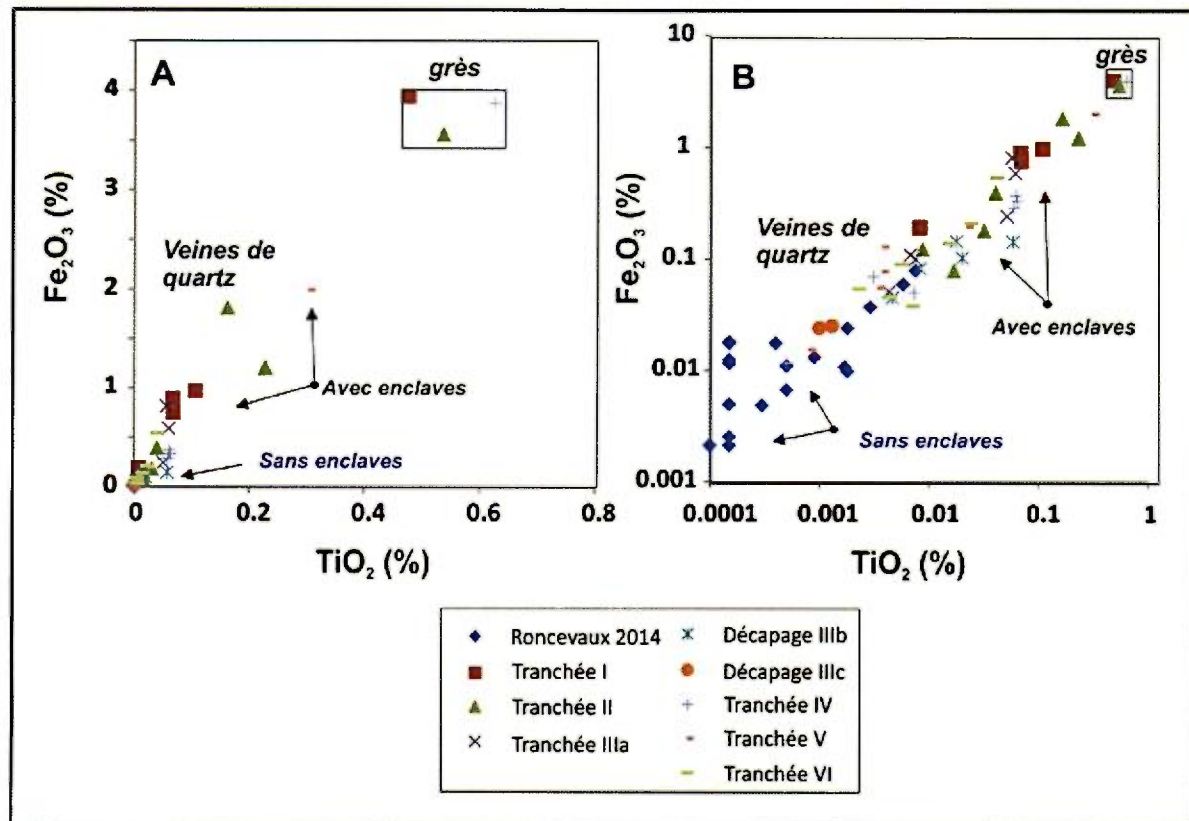 A
grès
4
3
2
1
0
Fe₂O₃ (%)
Veines de
quartz
Avec enclaves
Sans enclaves
0
0.2
0.4
0.6
0.8
TiO₂ (%)
B
grès
10
1
0.1
0.01
0.001
Fe₂O₃ (%)
Veines de
quartz
Avec enclaves
Sans enclaves
0.0001
0.001
0.01
0.1
1
TiO₂ (%)
Roncevaux 2014
Tranchée I
Tranchée II
Tranchée IIIa
Décapage IIIb
Décapage IIIc
Tranchée IV
Tranchée V
Tranchée VI